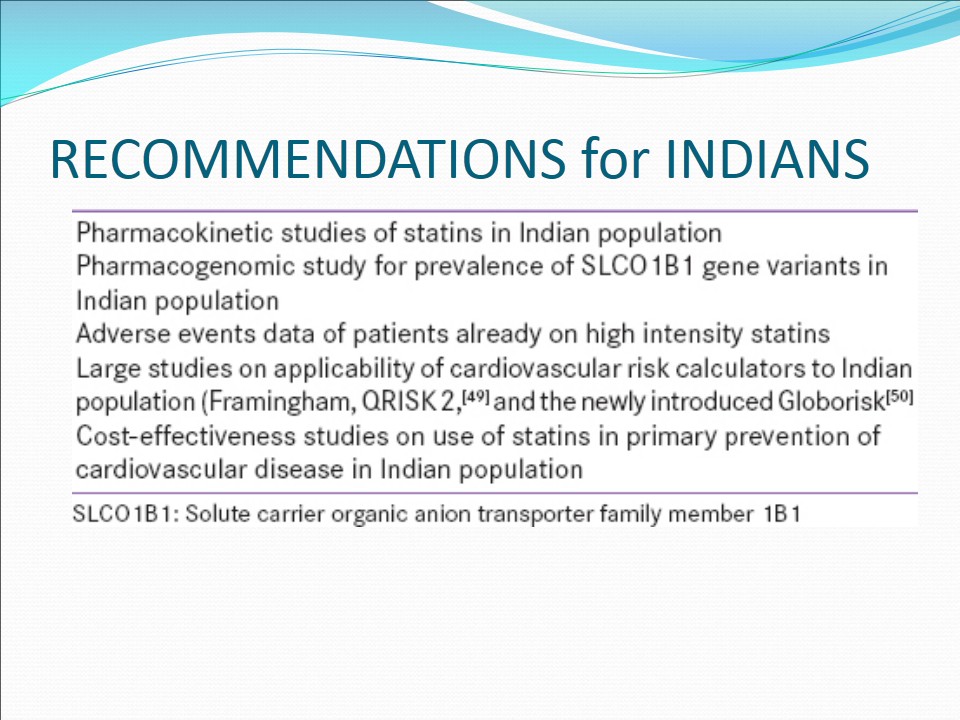 RECOMMENDATIONS for INDIANS
Pharmacokinetic studies of statins in Indian population
Pharmacogenomic study for prevalence of SLCO1B1 gene variants in
Indian population
Adverse events data of patients already on high intensity statins
Large studies on applicability of cardiovascular risk calculators to Indian
population (Framingham, QRISK 2,[49] and the newly introduced Globorisk[50]
Cost-effectiveness studies on use of statins in primary prevention of
cardiovascular disease in Indian population
SLCO1B1: Solute carrier organic anion transporter family member 1B1